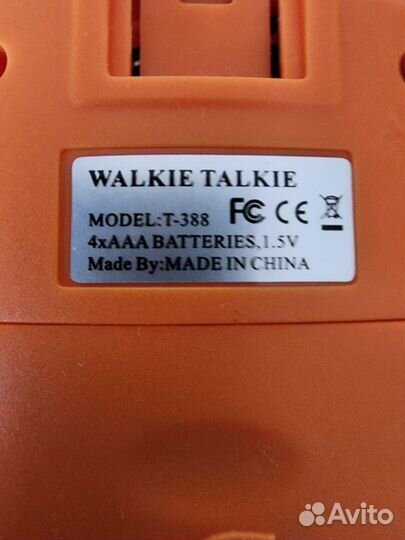 WALKIE TALKIE
MODEL:T-388 FC CE
4xAAA BATTERIES,1.5V
Made By:MADE IN CHINA
Avito